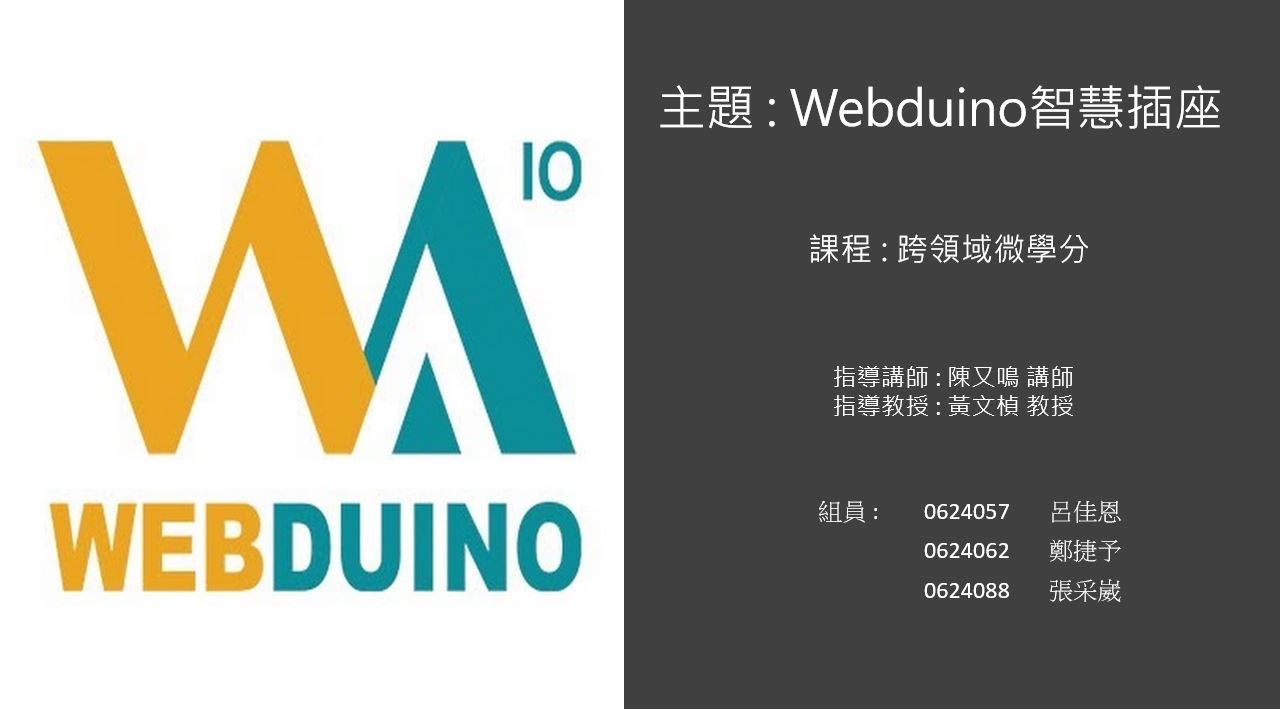 IO
WEBDUINO
主題 : Webduino智慧插座
課程 : 跨領域微學分
指導講師 : 陳又鳴 講師
指導教授 : 黃文楨 教授
組員 : 0624057 呂佳恩
0624062 鄭捷予
0624088 張采崴